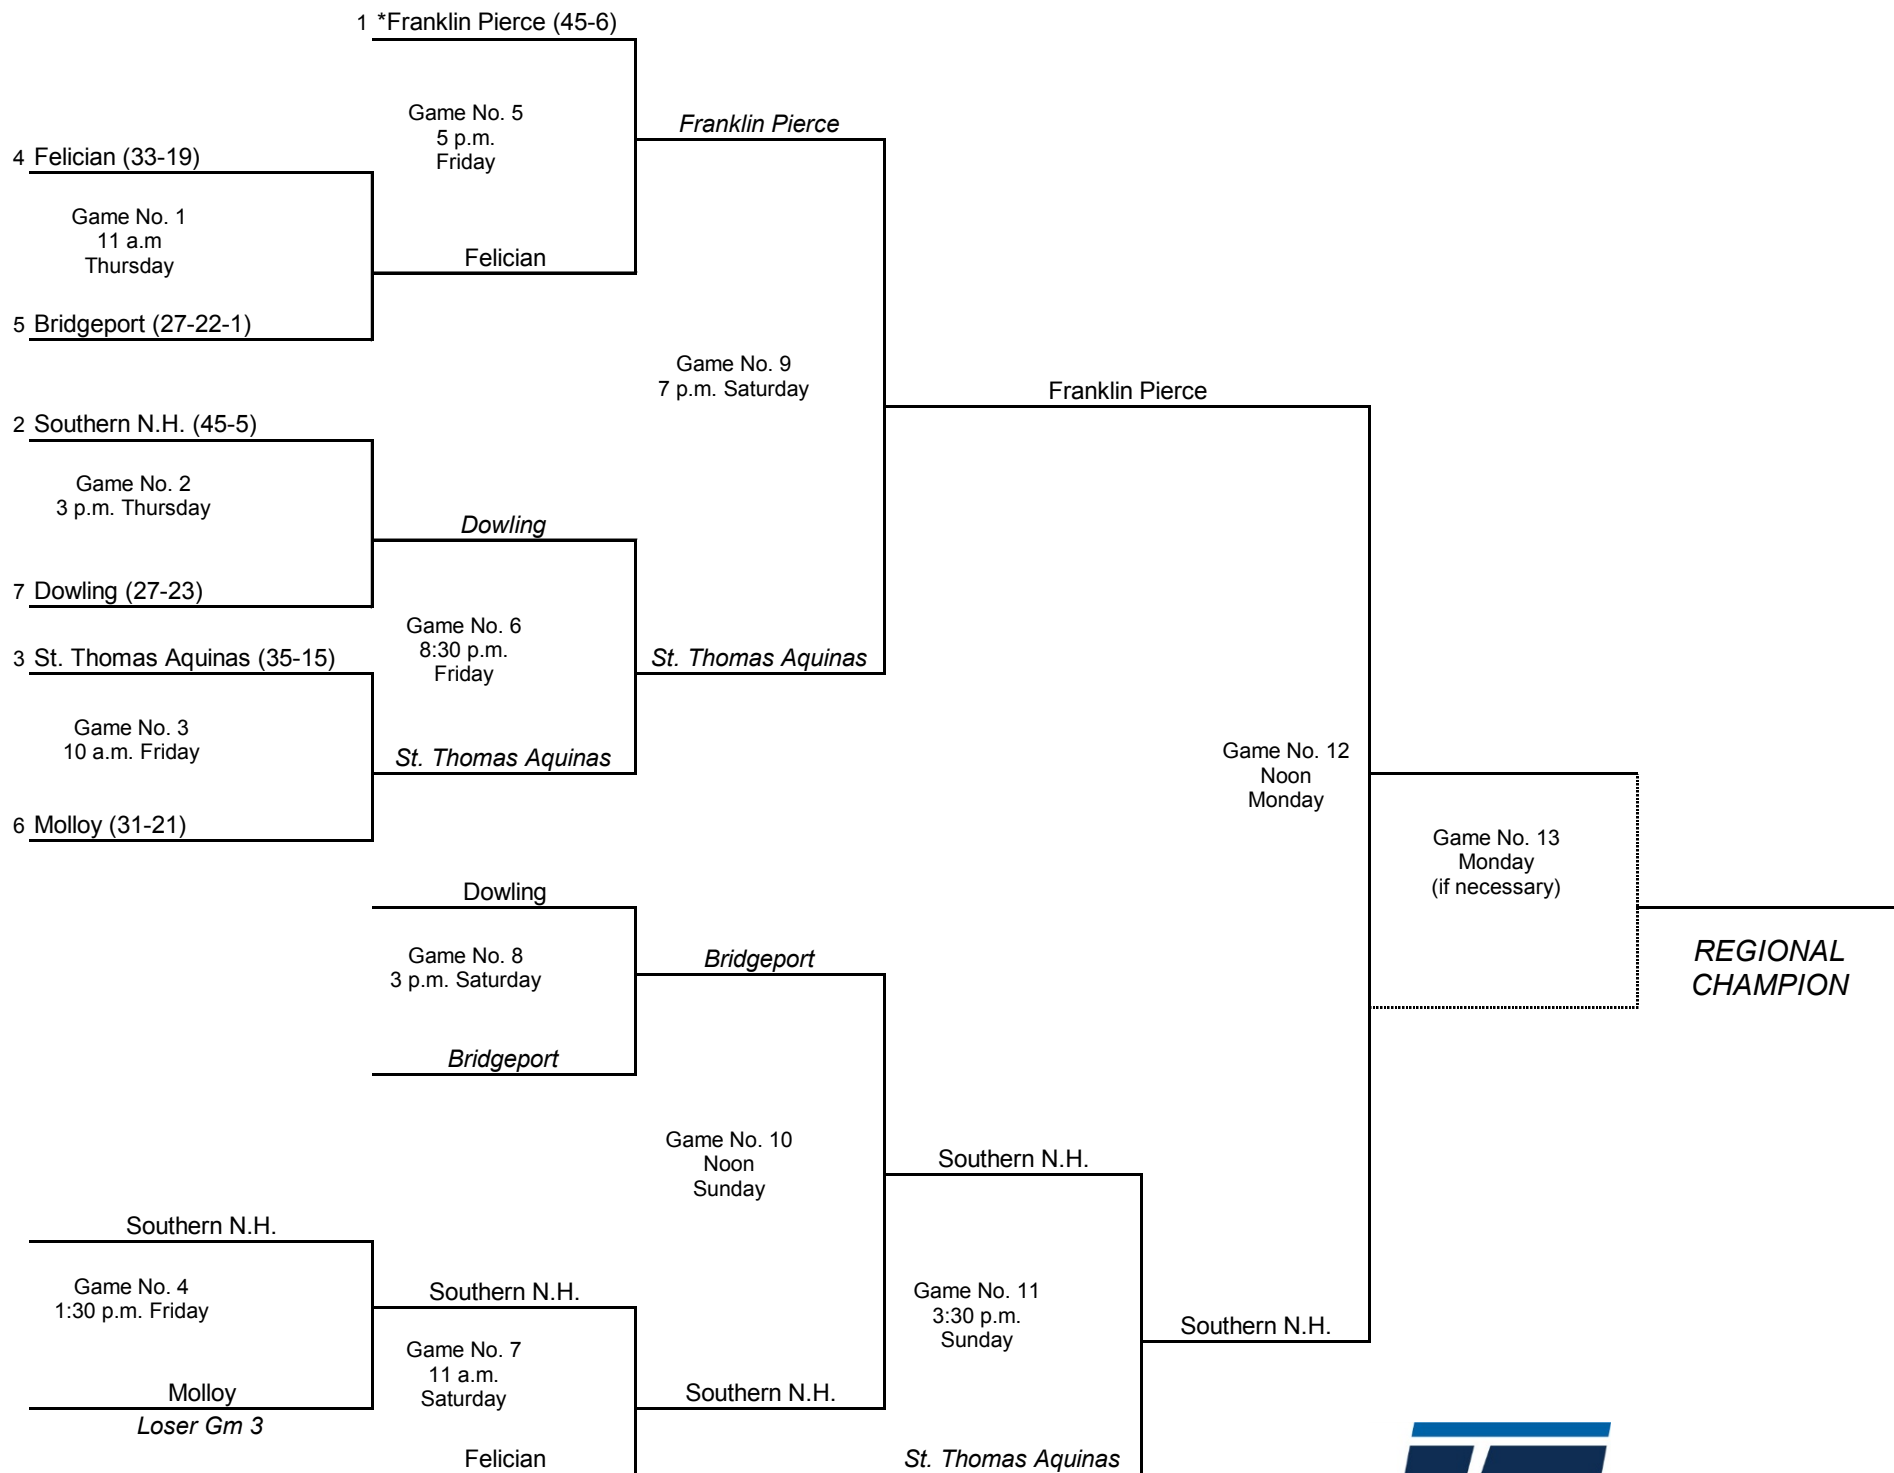 1 *Franklin Pierce (45-6)
Game No. 5
5 p.m.
Friday
Franklin Pierce
4 Felician (33-19)
Game No. 1
11 a.m
Thursday
Felician
5 Bridgeport (27-22-1)
Game No. 9
7 p.m. Saturday
Franklin Pierce
2 Southern N.H. (45-5)
Game No. 2
3 p.m. Thursday
Dowling
7 Dowling (27-23)
Game No. 6
8:30 p.m.
Friday
3 St. Thomas Aquinas (35-15)
St. Thomas Aquinas
Game No. 3
10 a.m. Friday
St. Thomas Aquinas
6 Molloy (31-21)
Game No. 12
Noon
Monday
Game No. 13
Monday
(if necessary)
REGIONAL
CHAMPION
Dowling
Game No. 8
3 p.m. Saturday
Bridgeport
Bridgeport
Game No. 10
Noon
Sunday
Southern N.H.
Southern N.H.
Game No. 4
1:30 p.m. Friday
Southern N.H.
Game No. 11
3:30 p.m.
Sunday
Southern N.H.
Game No. 7
11 a.m.
Saturday
Molloy
Loser Gm 3
Southern N.H.
Felician
St. Thomas Aquinas